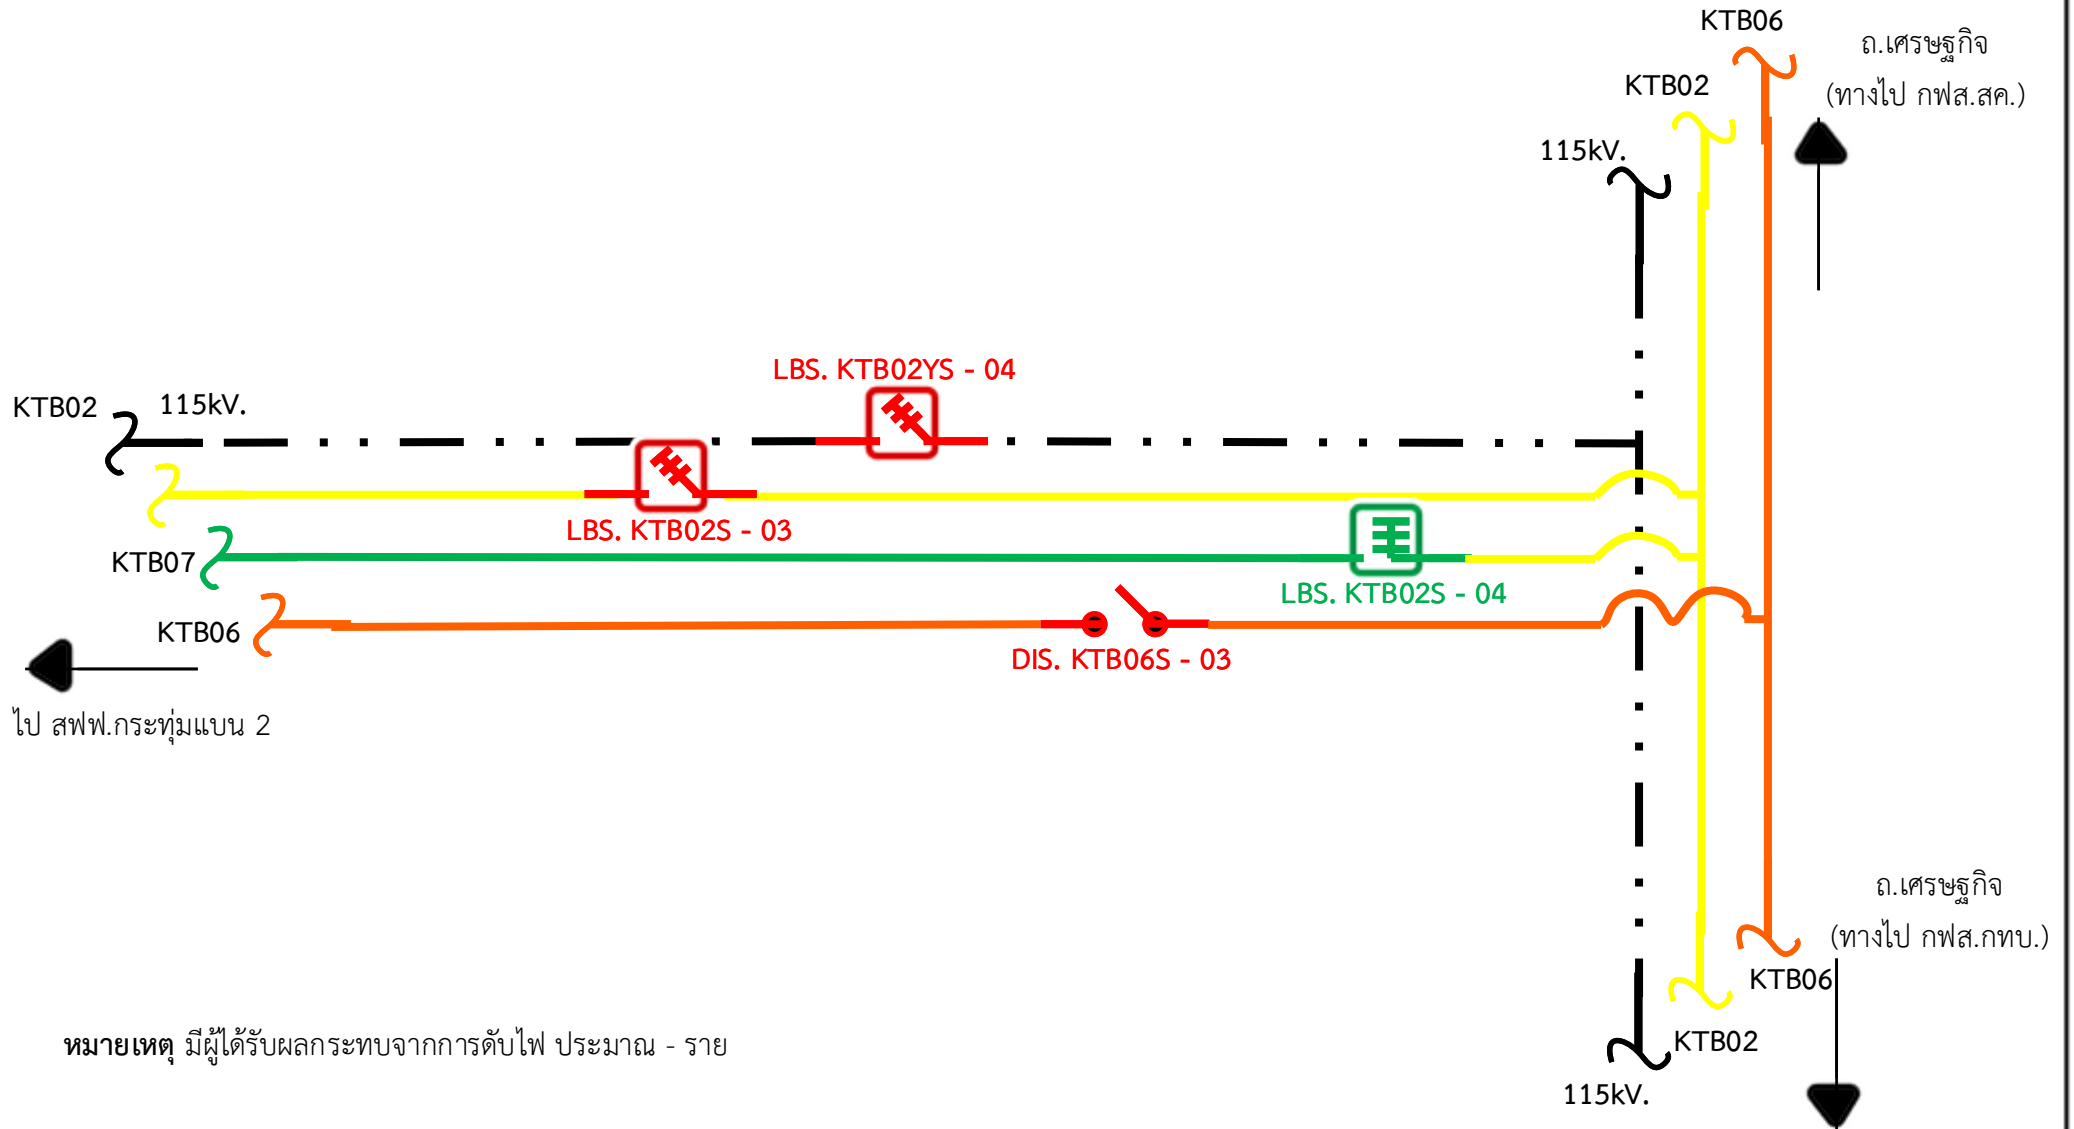 KTB06
ถ.เศรษฐกิจ
(ทางไป กฟส.สค.)
KTB02
115kV.
LBS. KTB02YS - 04
KTB02
115kV.
LBS. KTB02S - 03
KTB07
LBS. KTB02S - 04
KTB06
DIS. KTB06S - 03
ไป สฟฟ.กระทุ่มแบน 2
ถ.เศรษฐกิจ
(ทางไป กฟส.กทบ.)
KTB06
KTB02
หมายเหตุ มีผู้ได้รับผลกระทบจากการดับไฟ ประมาณ - ราย
115kV.